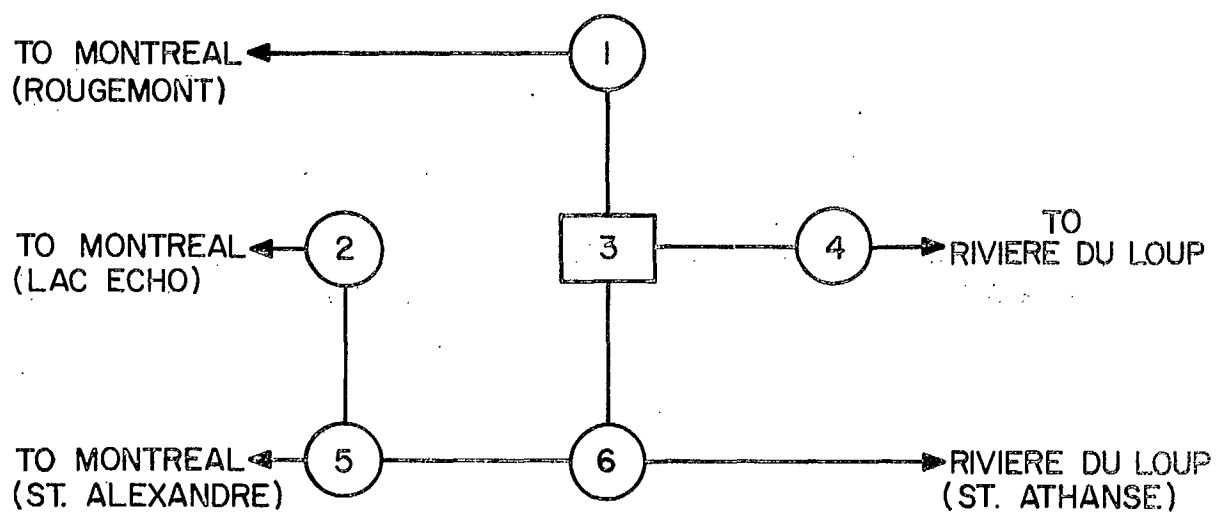 TO MONTREAL
(ROUGEMONT)
1
TO MONTREAL
(LAC ECHO)
2
3
4
TO
RIVIERE DU LOUP
TO MONTREAL
(ST. ALEXANDRE)
5
6
RIVIERE DU LOUP
(ST. ATHANSE)